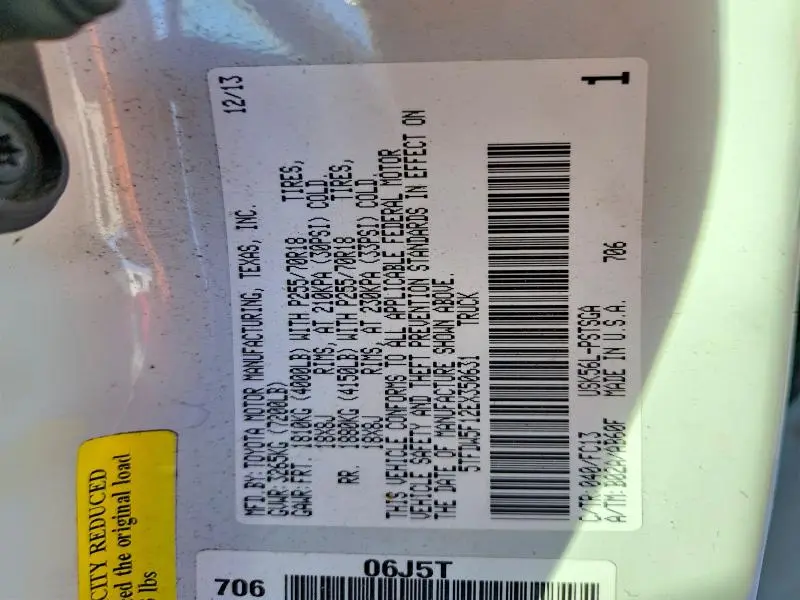 12/13
1
MFD. BY: TOYOTA MOTOR MANUFACTURING, TEXAS, INC.
GVWR: 3265KG (7200LB)
GAWR: FRT. 1810KG (4000LB) WITH P255/70R18 TIRES,
18X8J RIMS, AT 210KPA (30PSI) COLD.
RR. 1880KG (4150LB) WITH P255/70R18 TIRES,
18X8J RIMS, AT 230KPA (33PSI) COLD.
THIS VEHICLE CONFORMS TO ALL APPLICABLE FEDERAL MOTOR
VEHICLE SAFETY AND THEFT PREVENTION STANDARDS IN EFFECT ON
THE DATE OF MANUFACTURE SHOWN ABOVE.
TRUCK
C/TR: 040/FC13 USK56L-PSTSGA 706
A/TM: B02A/AB60F MADE IN U.S.A.
CITY REDUCED
ed the original load
lbs
706
06J5T